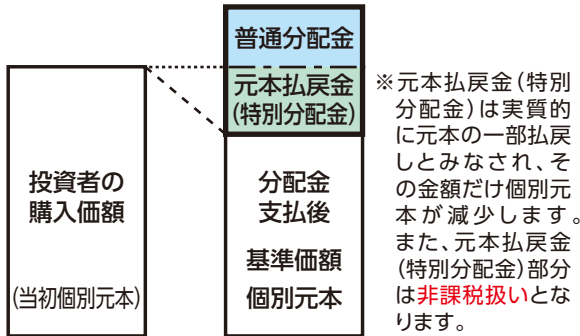 普通分配金
元本払戻金
(特別分配金)
投資者の
購入価額
(当初個別元本)
分配金
支払後
基準価額
個別元本
※元本払戻金(特別
分配金)は実質的
に元本の一部払戻
しとみなされ、そ
の金額だけ個別元
本が減少します。
また、元本払戻金
(特別分配金)部分
は非課税扱いとな
ります。